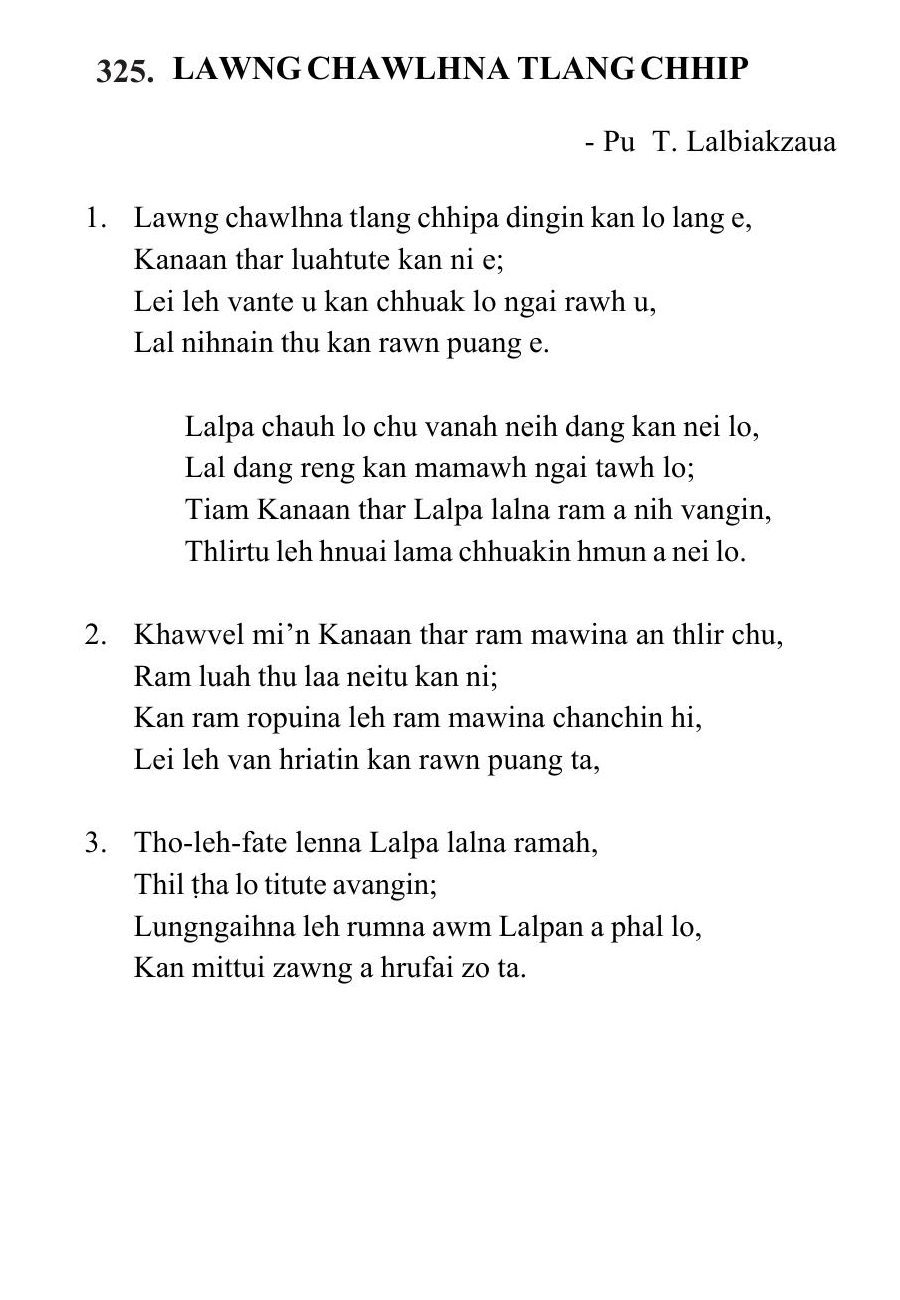 325. LAWNG CHAWLHNA TLANG CHHIP
- Pu T. Lalbiakzaua
1. Lawng chawlhna tlang chhipa dingin kan lo lang e,
Kanaan thar luahtute kan ni e;
Lei leh vante u kan chhuak lo ngai rawh u,
Lal nihnain thu kan rawn puang e.
Lalpa chauh lo chu vanah neih dang kan nei lo,
Lal dang reng kan mamawh ngai tawh lo;
Tiam Kanaan thar Lalpa lalna ram a nih vangin,
Thlirtu leh hnuai lama chhuakin hmun a nei lo.
2. Khawvel mi’n Kanaan thar ram mawina an thlir chu,
Ram luah thu laa neitu kan ni;
Kan ram ropuina leh ram mawina chanchin hi,
Lei leh van hriatin kan rawn puang ta,
3. Tho-leh-fate lenna Lalpa lalna ramah,
Thil ṭha lo titute avangin;
Lungngaihna leh rumna awm Lalpan a phal lo,
Kan mittui zawng a hrufai zo ta.